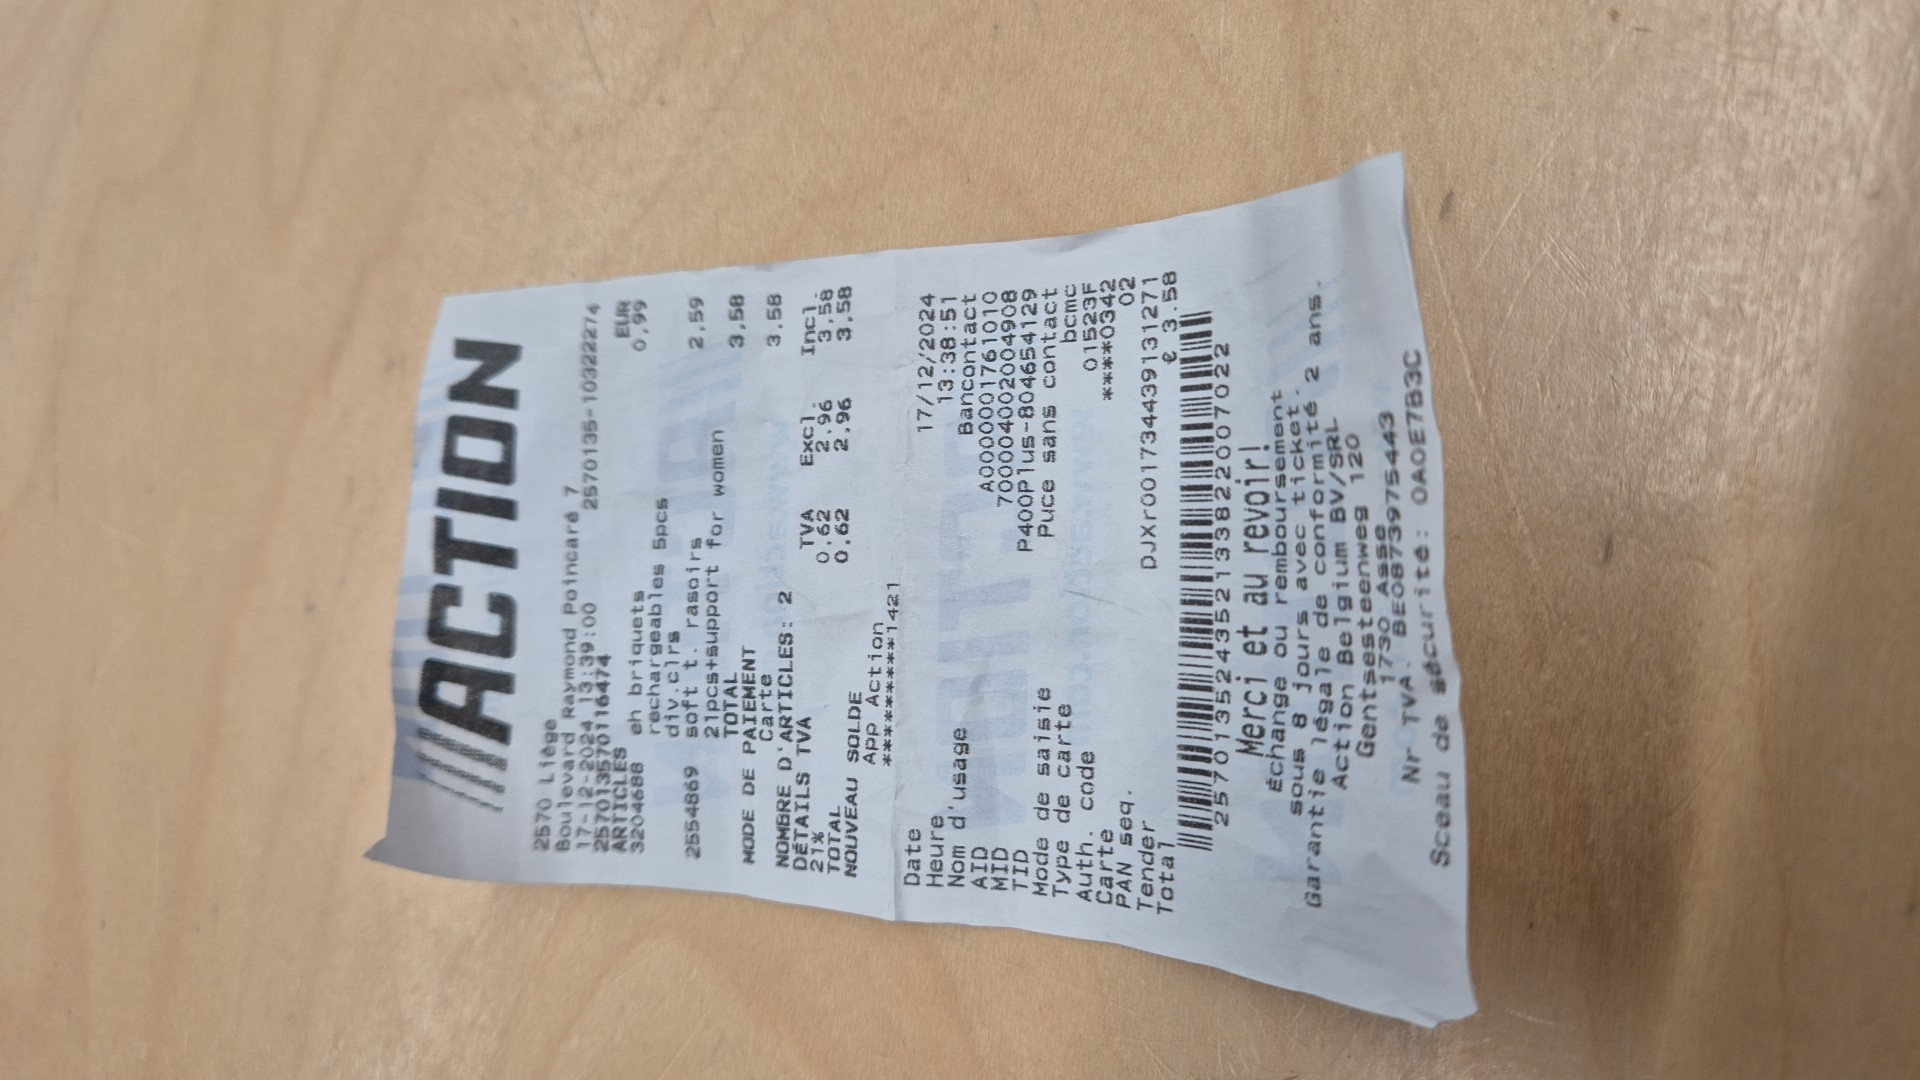 ACTION
2570 Liège
Boulevard Raymond Poincaré 7
17-12-2024 13:39:00 2570135-10322274
2570135701116474
ARTICLES EUR
3204688 eh briquets 0,99
rechargeables 5pcs
div.clrs
2554869 soft t. rasoirs 2,59
21pcs+support for women
TOTAL 3,58
MODE DE PAIEMENT
Carte 3,58
NOMBRE D'ARTICLES: 2
DÉTAILS TVA TVA Excl. Incl.
21% 0.62 2.96 3.58
TOTAL 0.62 2.96 3.58
NOUVEAU SOLDE
App Action
*********1421
Date 17/12/2024
Heure 13:38:51
Nom d'usage Bancontact
AID A0000001761010
MID 700004002004908
TID P400Plus-804654129
Mode de saisie Puce sans contact
Type de carte bcmc
Auth. code 01523F
Carte ****0342
PAN seq. 02
Tender DJXr001734439131271
Total € 3.58
257013524352133822007022
Merci et au revoir!
Échange ou remboursement
sous 8 jours avec ticket.
Garantie légale de conformité 2 ans.
Action Belgium BV/SRL
Gentsesteenweg 120
1730 Asse
Nr TVA. BE0873975443
Sceau de sécurité: 0A0E7B3C